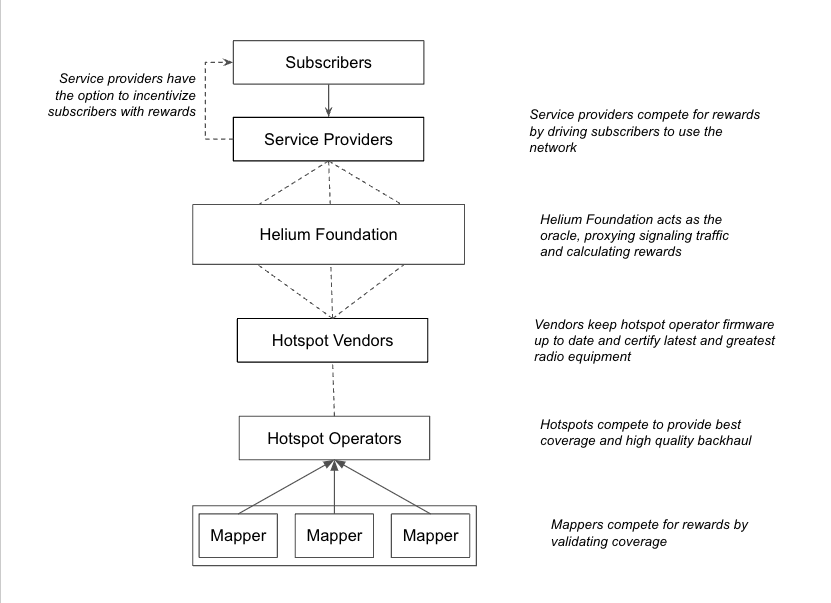 Subscribers
Service providers have
the option to incentivize
subscribers with rewards
Service Providers
Service providers compete for rewards
by driving subscribers to use the
network
Helium Foundation
Helium Foundation acts as the
oracle, proxying signaling traffic
and calculating rewards
Hotspot Vendors
Vendors keep hotspot operator firmware
up to date and certify latest and greatest
radio equipment
Hotspot Operators
Hotspots compete to provide best
coverage and high quality backhaul
Mapper
Mapper
Mapper
Mappers compete for rewards by
validating coverage